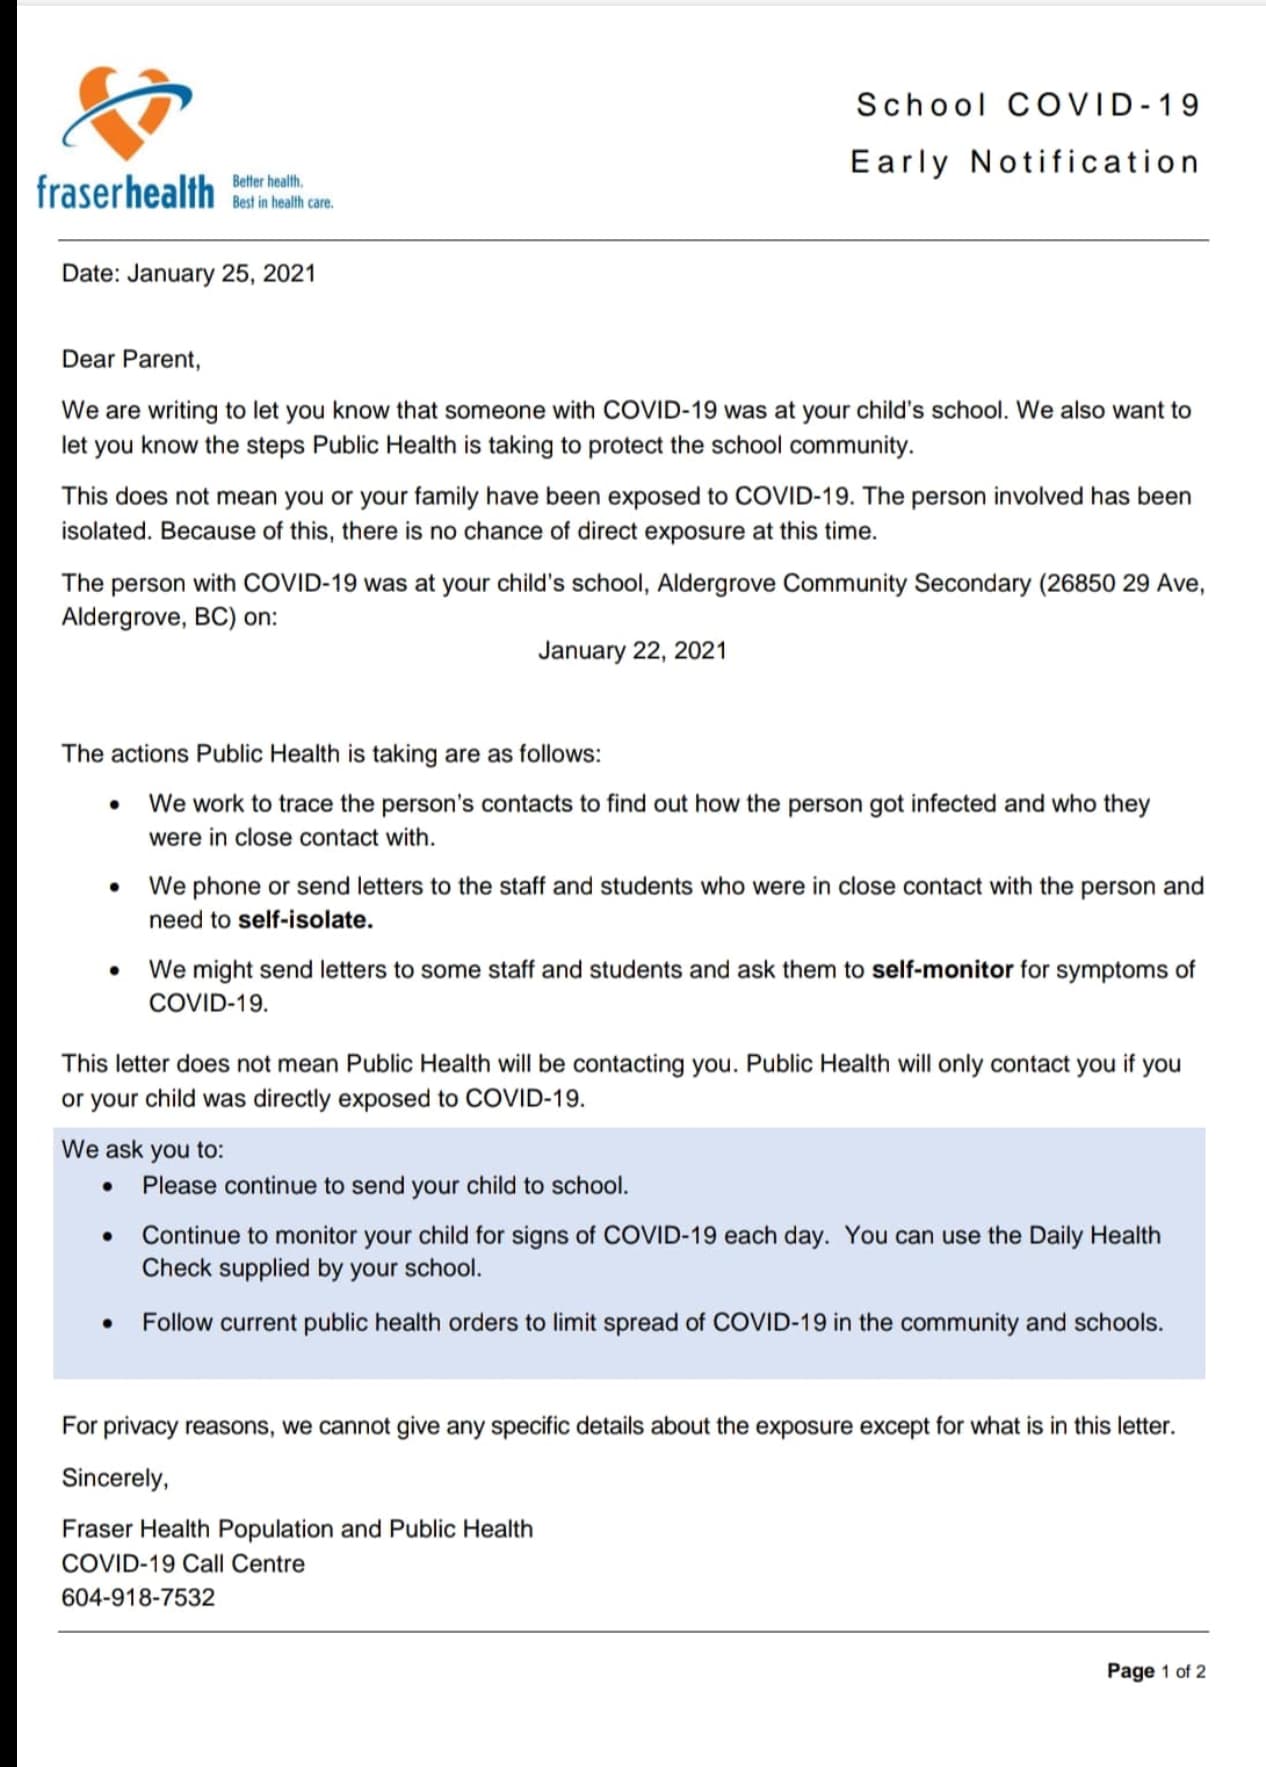 fraserhealth
Better health.
Best in health care.
School COVID-19
Early Notification
Date: January 25, 2021
Dear Parent,
We are writing to let you know that someone with COVID-19 was at your child's school. We also want to
let you know the steps Public Health is taking to protect the school community.
This does not mean you or your family have been exposed to COVID-19. The person involved has been
isolated. Because of this, there is no chance of direct exposure at this time.
The person with COVID-19 was at your child's school, Aldergrove Community Secondary (26850 29 Ave,
Aldergrove, BC) on:
January 22, 2021
The actions Public Health is taking are as follows:
• We work to trace the person's contacts to find out how the person got infected and who they
were in close contact with.
• We phone or send letters to the staff and students who were in close contact with the person and
need to self-isolate.
• We might send letters to some staff and students and ask them to self-monitor for symptoms of
COVID-19.
This letter does not mean Public Health will be contacting you. Public Health will only contact you if you
or your child was directly exposed to COVID-19.
We ask you to:
• Please continue to send your child to school.
• Continue to monitor your child for signs of COVID-19 each day. You can use the Daily Health
Check supplied by your school.
• Follow current public health orders to limit spread of COVID-19 in the community and schools.
For privacy reasons, we cannot give any specific details about the exposure except for what is in this letter.
Sincerely,
Fraser Health Population and Public Health
COVID-19 Call Centre
604-918-7532
Page 1 of 2